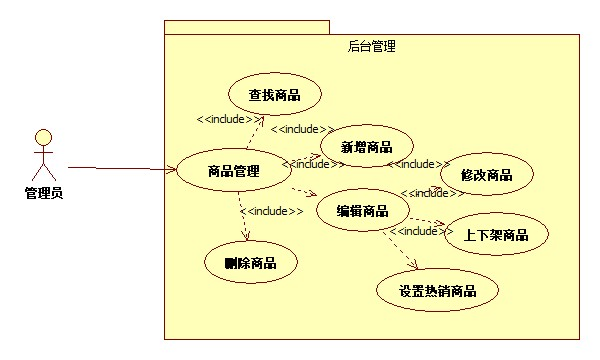 后台管理
查找商品
<<include>>
<<include>>
新增商品
<<include>>
<<include>>
商品管理
修改商品
管理员
<<include>>
<<include>>
编辑商品
<<include>>
上下架商品
删除商品
设置热销商品